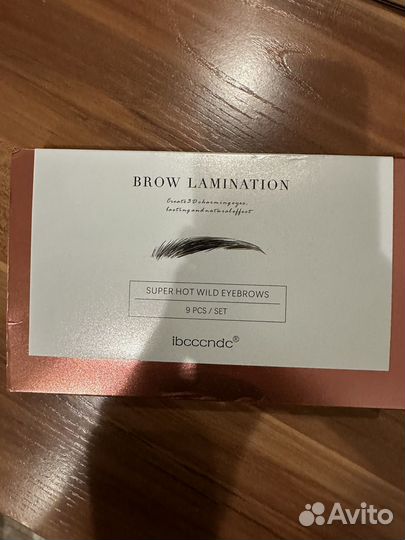 BROW LAMINATION
Create 3D charming eyes,
lasting and natural effect
SUPER HOT WILD EYEBROWS
9 PCS / SET
ibcccndc®
Avito